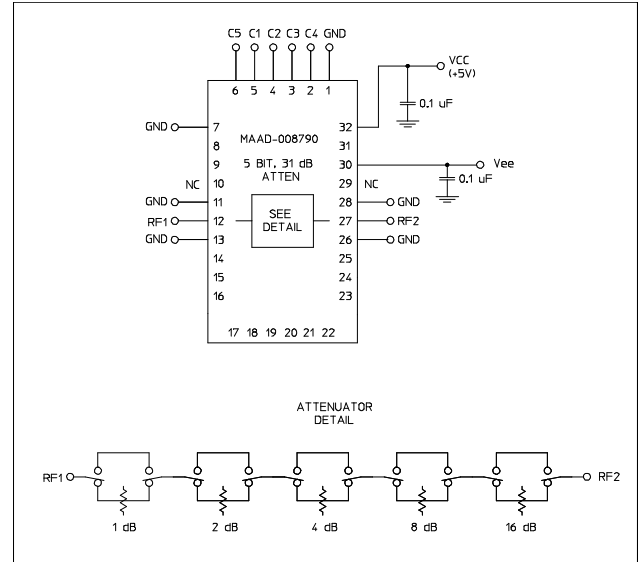 C5 C1 C2 C3 C4 GND
VCC
(+5V)
6 5 4 3 2 1
0.1 uF
GND 7 32
MAAD-008790
8 31
9 5 BIT, 31 dB 30 Vee
ATTEN
0.1 uF
NC 10 29 NC
GND 11 28 GND
RF1 12 SEE 27 RF2
DETAIL
GND 13 26 GND
14 25
15 24
16 23
17 18 19 20 21 22
ATTENUATOR
DETAIL
RF1 RF2
1 dB 2 dB 4 dB 8 dB 16 dB